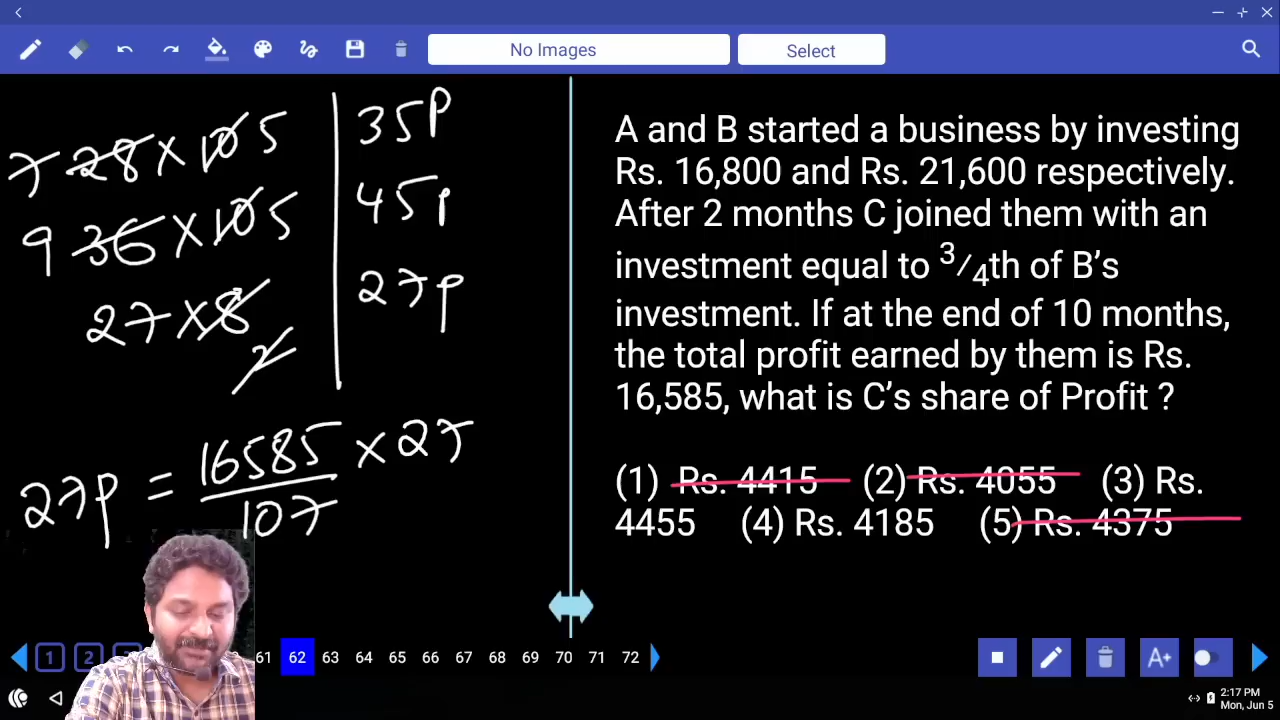 No Images
Select
7 28 × 10 5
35P
9 36 × 10 5
45P
27 × 8
2
27P
27P = 16585 / 107 × 27
A and B started a business by investing
Rs. 16,800 and Rs. 21,600 respectively.
After 2 months C joined them with an
investment equal to 3/4th of B's
investment. If at the end of 10 months,
the total profit earned by them is Rs.
16,585, what is C's share of Profit ?
(1) Rs. 4415 (2) Rs. 4055 (3) Rs.
4455 (4) Rs. 4185 (5) Rs. 4375
1 2 61 62 63 64 65 66 67 68 69 70 71 72
A+
2:17 PM
Mon, Jun 5